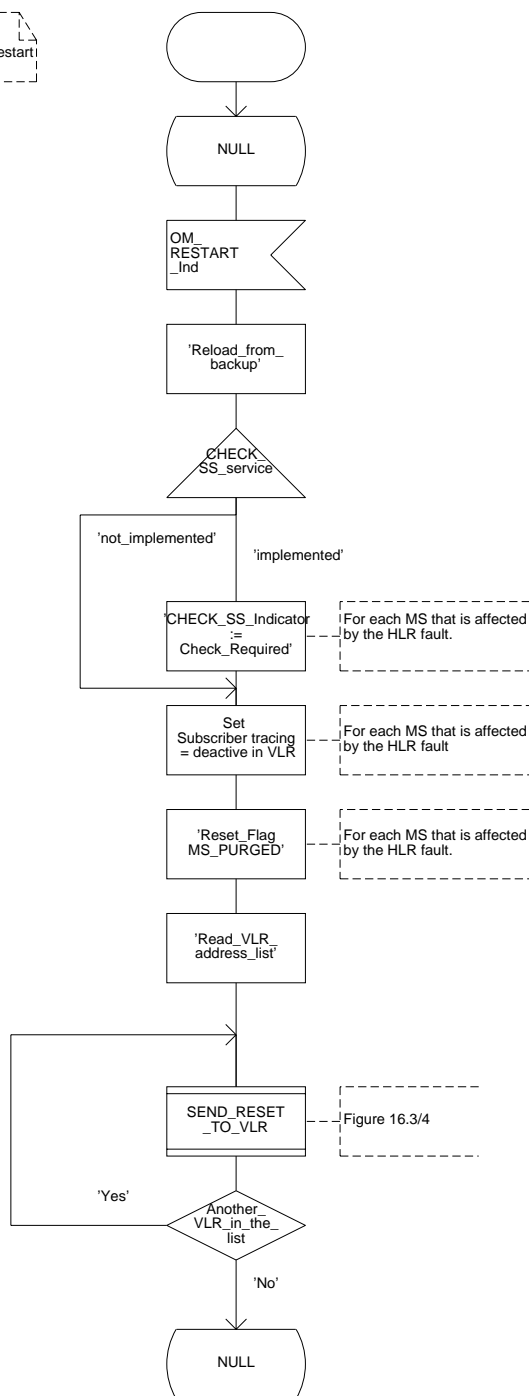 estart
NULL
OM_
RESTART
_Ind
'Reload_from_
backup'
CHECK_
SS_service
'not_implemented'
'implemented'
'CHECK_SS_Indicator
:=
Check_Required'
For each MS that is affected
by the HLR fault.
Set
Subscriber tracing
= deactive in VLR
For each MS that is affected
by the HLR fault
'Reset_Flag
MS_PURGED'
For each MS that is affected
by the HLR fault.
'Read_VLR_
address_list'
SEND_RESET
_TO_VLR
Figure 16.3/4
'Yes'
Another_
VLR_in_the_
list
'No'
NULL